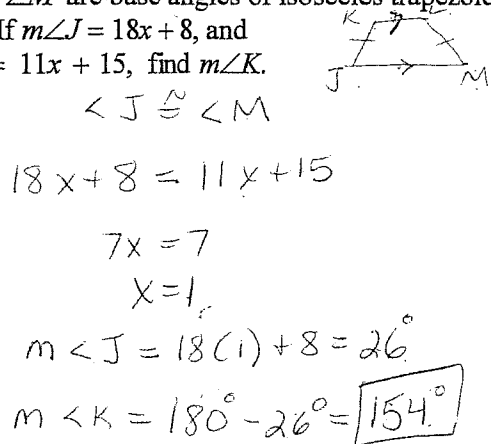 ∠M are base angles of isosceles trapezoid
If m∠J = 18x + 8, and
= 11x + 15, find m∠K.
K
J M
<J ≅ <M
18x + 8 = 11x + 15
7x = 7
x = 1
m<J = 18(1) + 8 = 26°
m<K = 180° - 26° = 154°